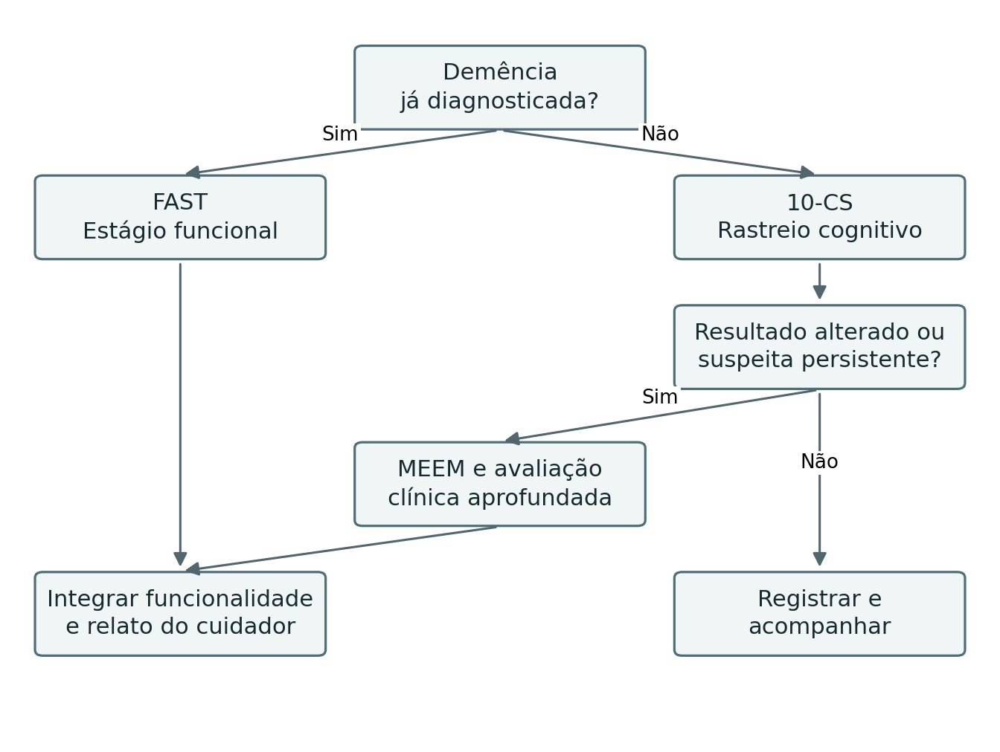 Demência
já diagnosticada?
Sim
Não
FAST
Estágio funcional
10-CS
Rastreio cognitivo
Resultado alterado ou
suspeita persistente?
Sim
Não
MEEM e avaliação
clínica aprofundada
Integrar funcionalidade
e relato do cuidador
Registrar e
acompanhar